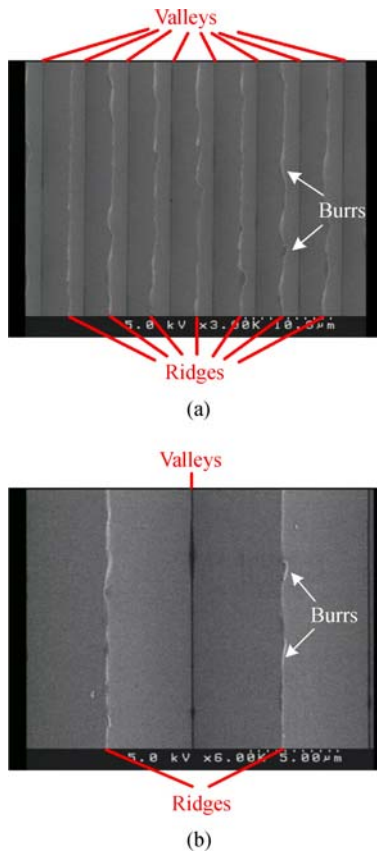 Valleys
Burrs
5.0 kV x3.00K 10.0µm
Ridges
(a)
Valleys
Burrs
5.0 kV x6.00K 5.00µm
Ridges
(b)